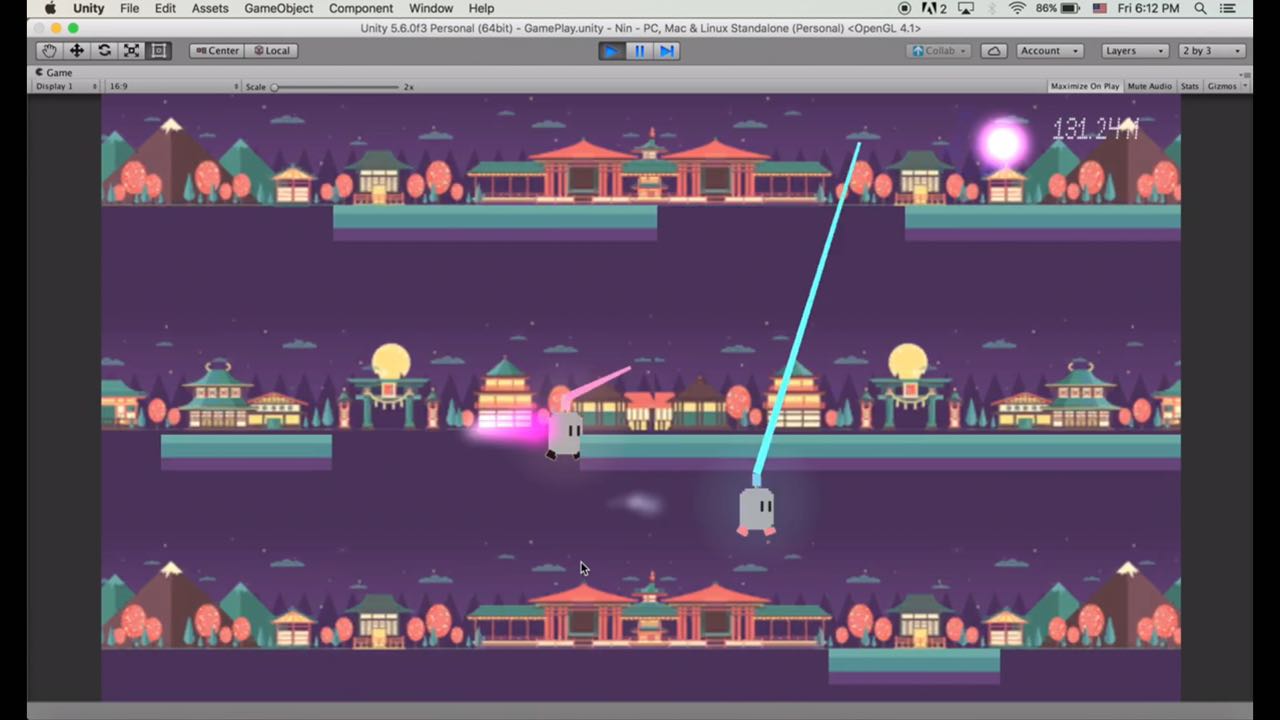 Unity File Edit Assets GameObject Component Window Help 2 86% Fri 6:12 PM
Unity 5.6.0f3 Personal (64bit) - GamePlay.unity - Nin - PC, Mac & Linux Standalone (Personal) <OpenGL 4.1>
Center Local Collab Account Layers 2 by 3
Game
Display 1 16:9 Scale 2x Maximize On Play Mute Audio Stats Gizmos
131.24M